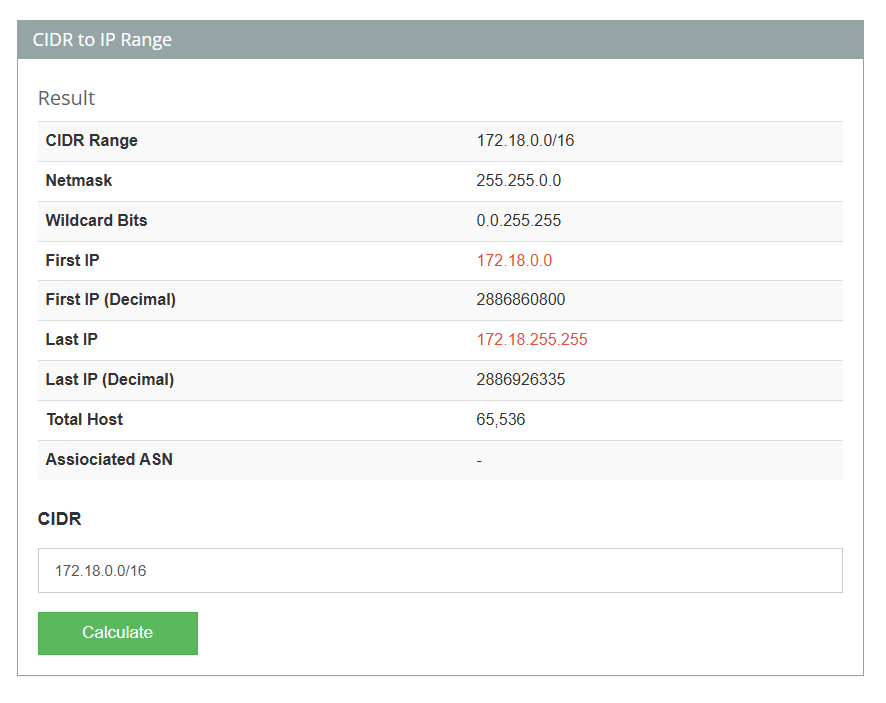 CIDR to IP Range
Result
CIDR Range 172.18.0.0/16
Netmask 255.255.0.0
Wildcard Bits 0.0.255.255
First IP 172.18.0.0
First IP (Decimal) 2886860800
Last IP 172.18.255.255
Last IP (Decimal) 2886926335
Total Host 65,536
Assiociated ASN -
CIDR
172.18.0.0/16
Calculate